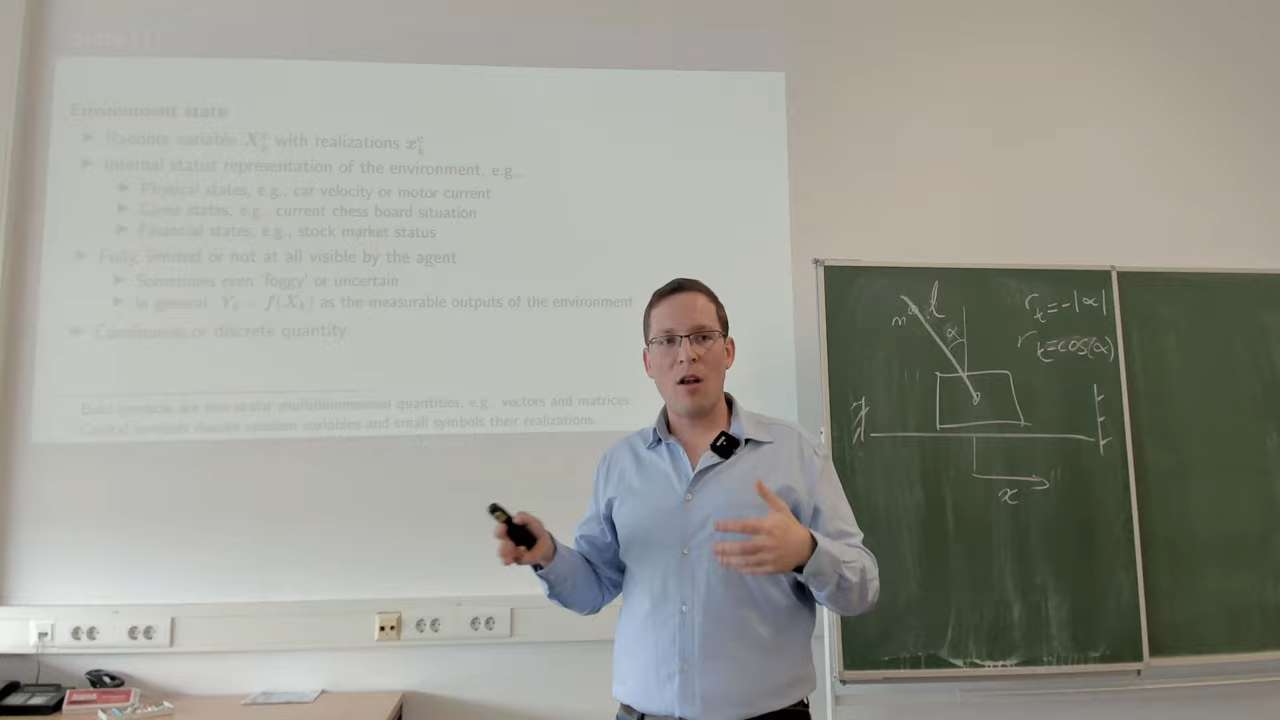 Environment state
Random variable X_k^e with realizations x_k^e
Internal status representation of the environment, e.g.,
Physical states, e.g., car velocity or motor current
Game states, e.g., current chess board situation
Financial states, e.g., stock market status
Fully, limited or not at all visible by the agent
Sometimes even 'foggy' or uncertain
In general: Y_k = f(X_k) as the measurable outputs of the environment
Continuous or discrete quantity
Bold symbols are non-scalar multidimensional quantities, e.g., vectors and matrices.
Capital symbols denote random variables and small symbols their realizations.
m
l
α
r_t=-|α|
r_t=cos(α)
x